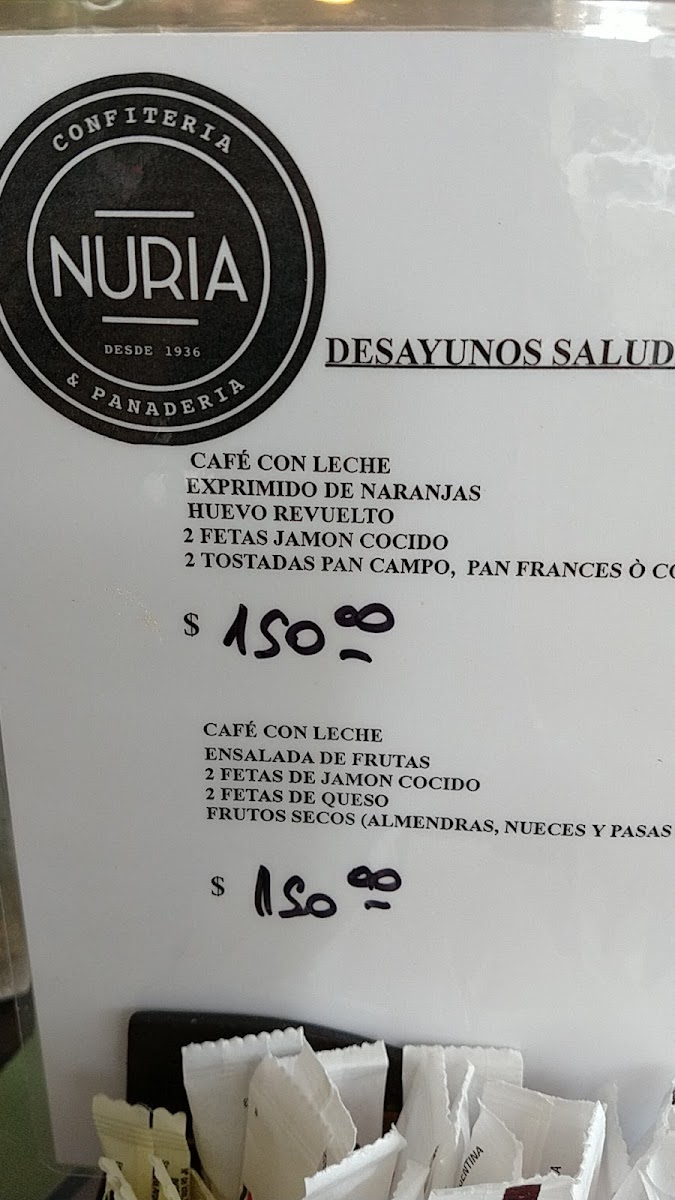 CONFITERIA
NURIA
DESDE 1936
& PANADERIA
DESAYUNOS SALUD
CAFÉ CON LECHE
EXPRIMIDO DE NARANJAS
HUEVO REVUELTO
2 FETAS JAMON COCIDO
2 TOSTADAS PAN CAMPO, PAN FRANCES Ò CO
$ 150.00
CAFÉ CON LECHE
ENSALADA DE FRUTAS
2 FETAS DE JAMON COCIDO
2 FETAS DE QUESO
FRUTOS SECOS (ALMENDRAS, NUECES Y PASAS
$ 150.00